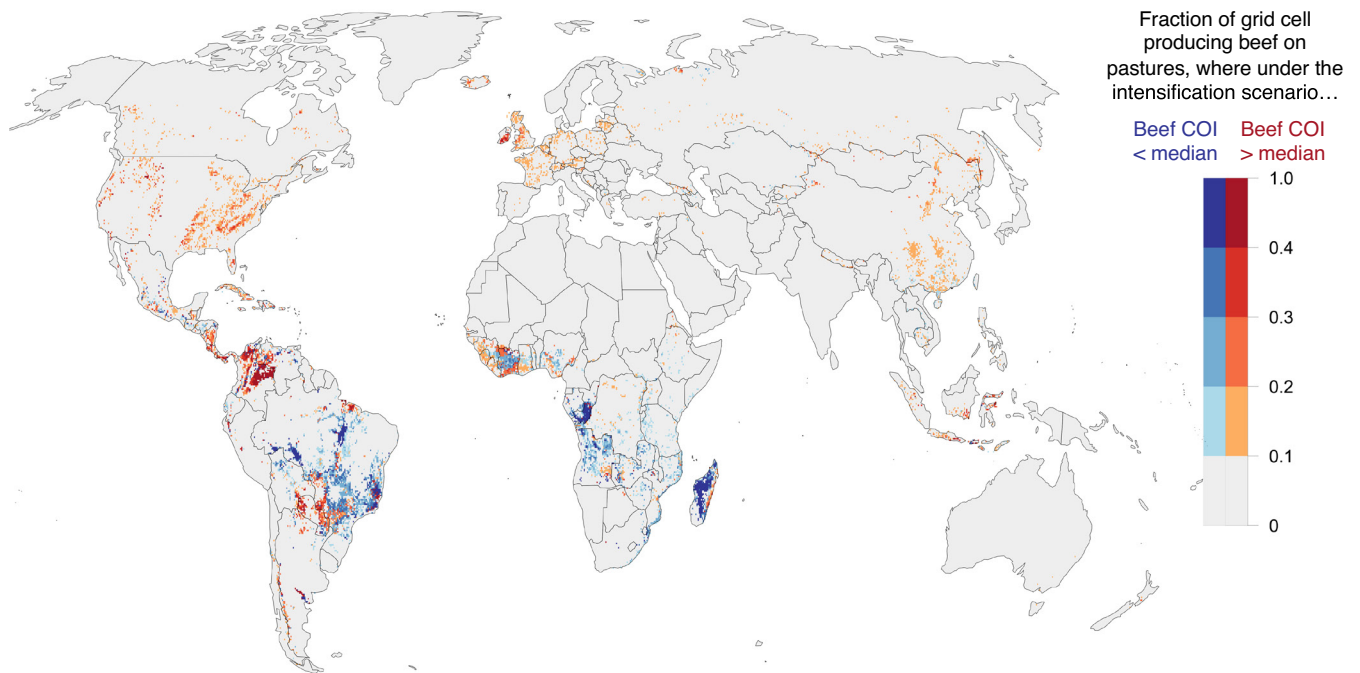 Fraction of grid cell
producing beef on
pastures, where under the
intensification scenario…
Beef COI Beef COI
< median > median
1.0
0.4
0.3
0.2
0.1
0